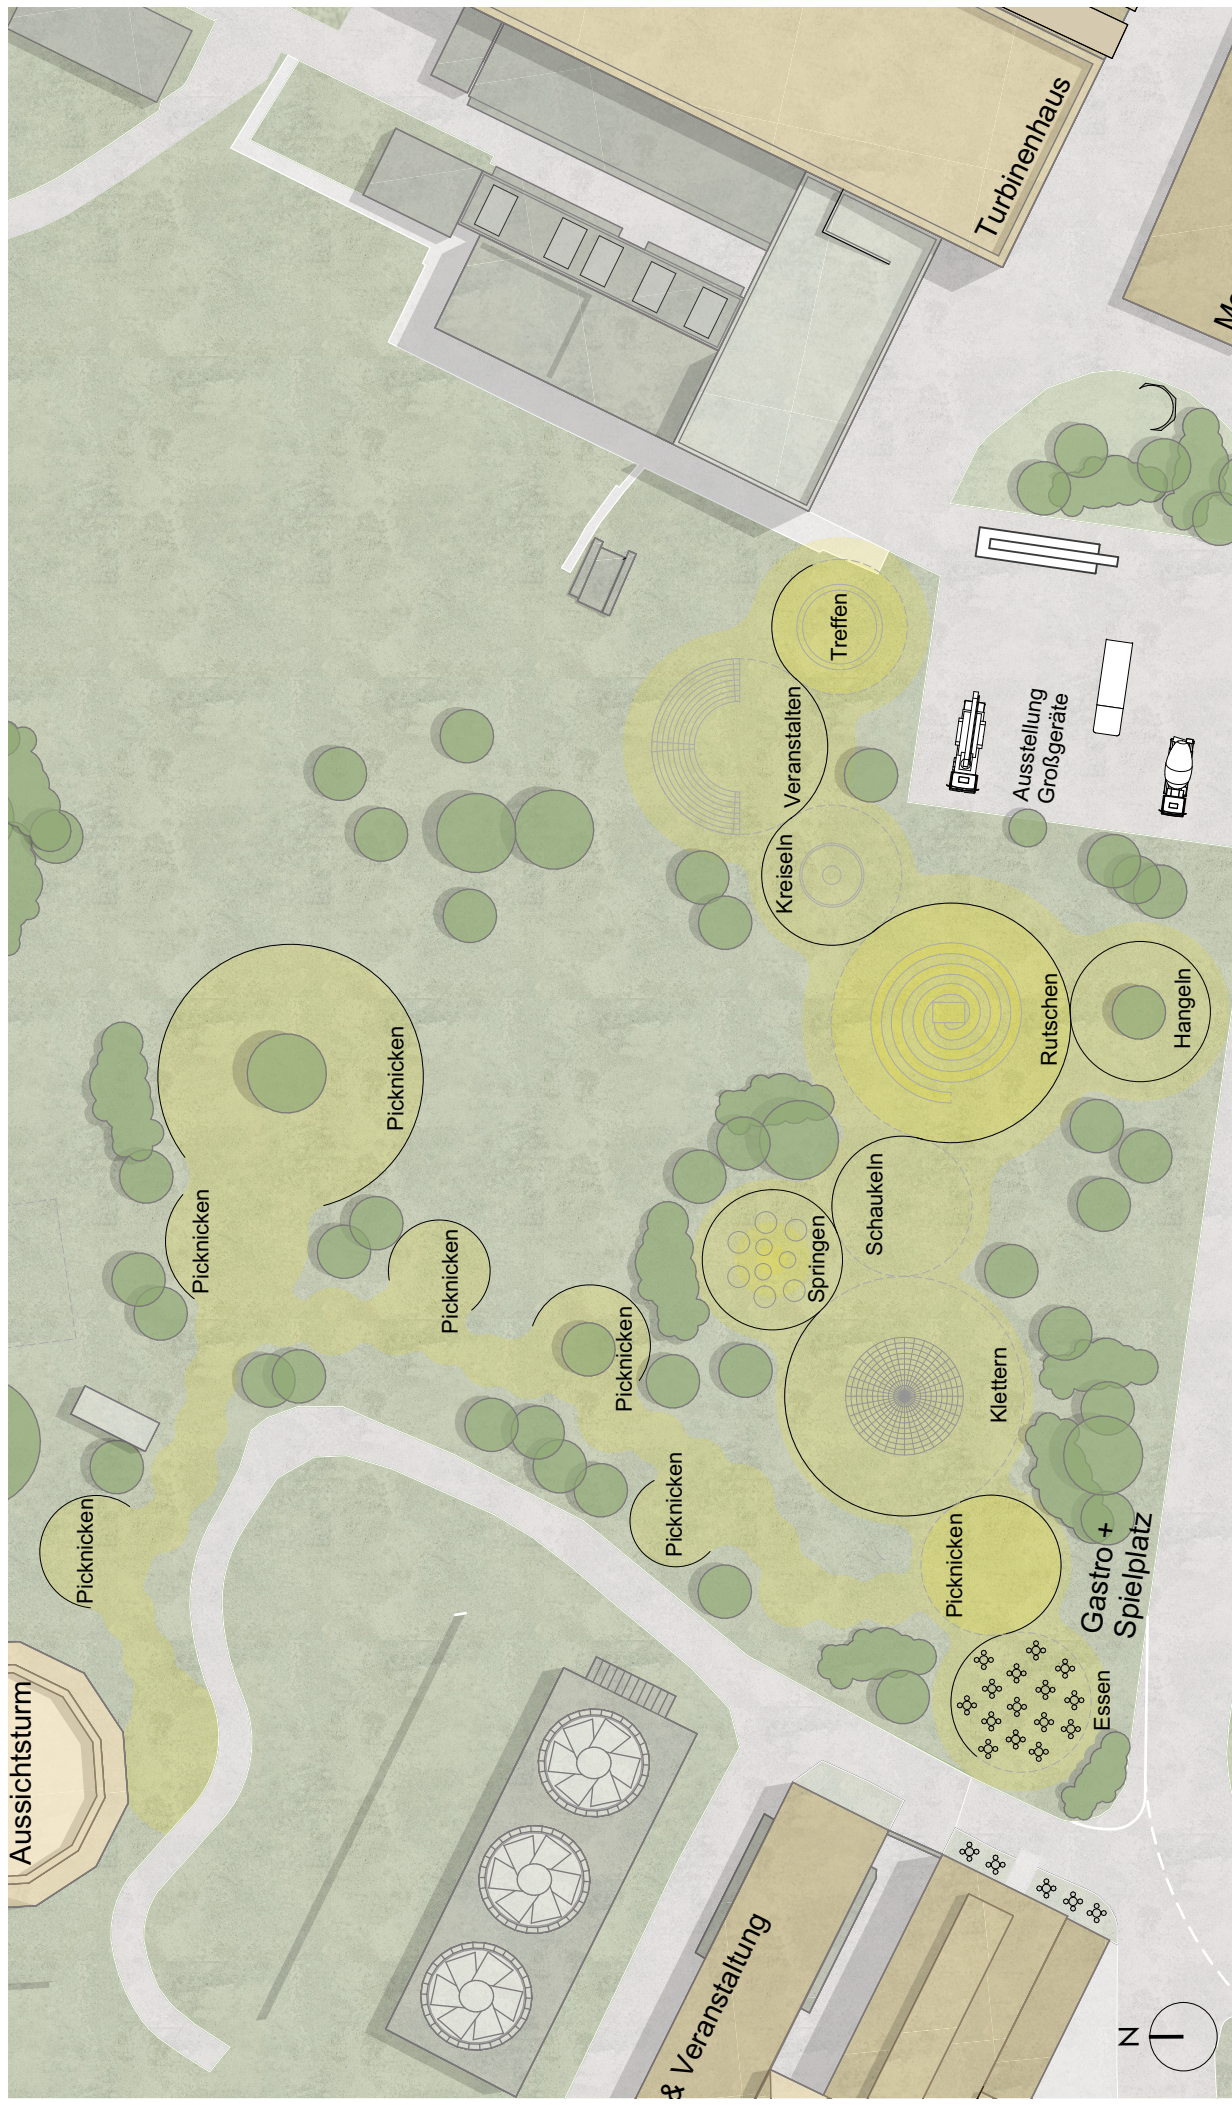 Turbinenhaus
Treffen
Veranstalten
Ausstellung
Großgeräte
Kreiseln
Rutschen
Hangeln
Picknicken
Picknicken
Picknicken
Schaukeln
Springen
Picknicken
Klettern
Picknicken
Picknicken
Picknicken
Gastro +
Spielplatz
Essen
Aussichtsturm
& Veranstaltung
N